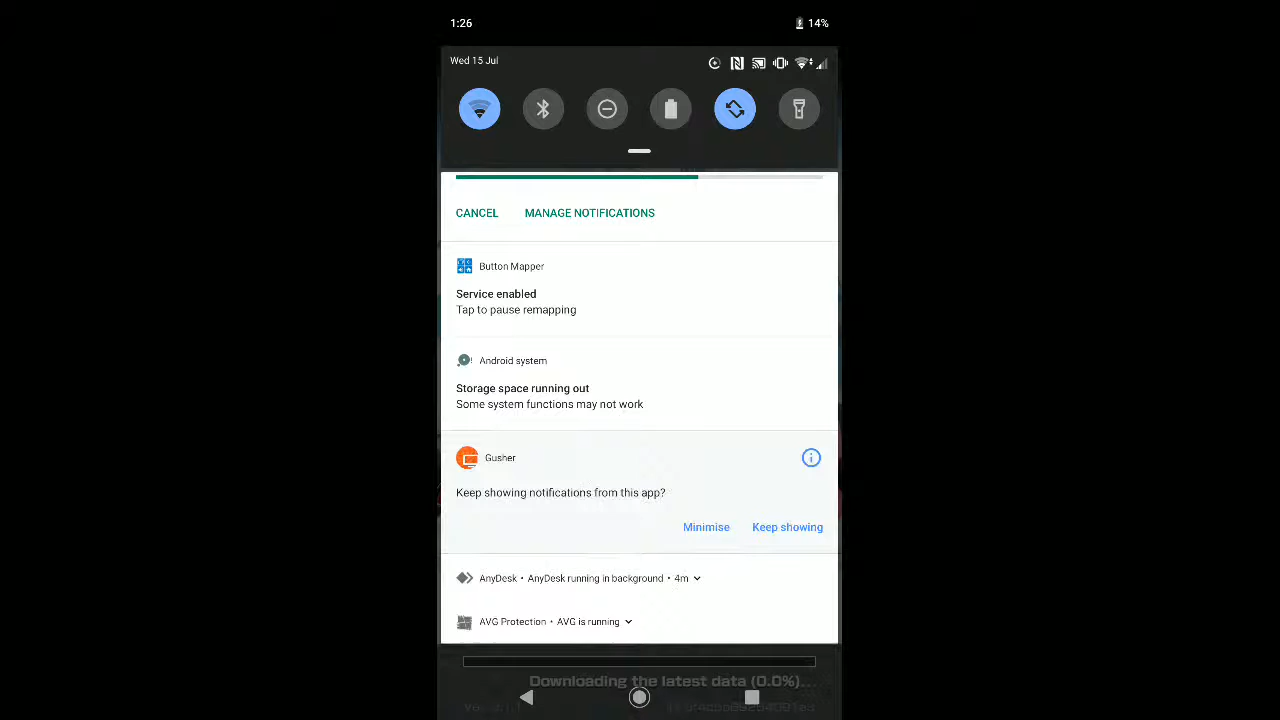 1:26
14%
Wed 15 Jul
CANCEL
MANAGE NOTIFICATIONS
Button Mapper
Service enabled
Tap to pause remapping
Android system
Storage space running out
Some system functions may not work
Gusher
Keep showing notifications from this app?
Minimise
Keep showing
AnyDesk • AnyDesk running in background • 4m
AVG Protection • AVG is running
Downloading the latest data (0.0%)...